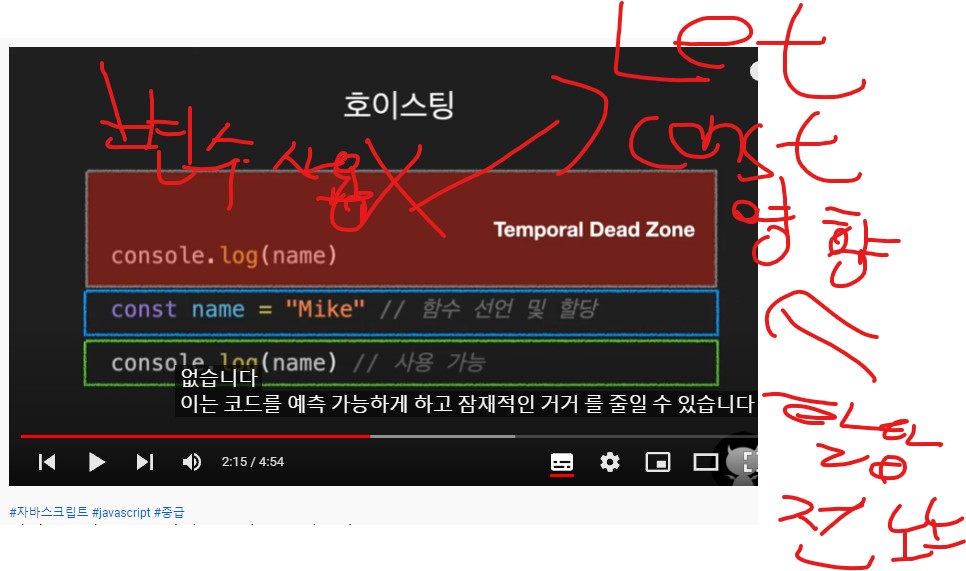 호이스팅
변수 사용
Let
const
영향
할당
전
Temporal Dead Zone
console.log(name)
const name = "Mike" // 함수 선언 및 할당
console.log(name) // 사용 가능
없습니다
이는 코드를 예측 가능하게 하고 잠재적인 거거 를 줄일 수 있습니다
2:15 / 4:54
#자바스크립트 #javascript #중급